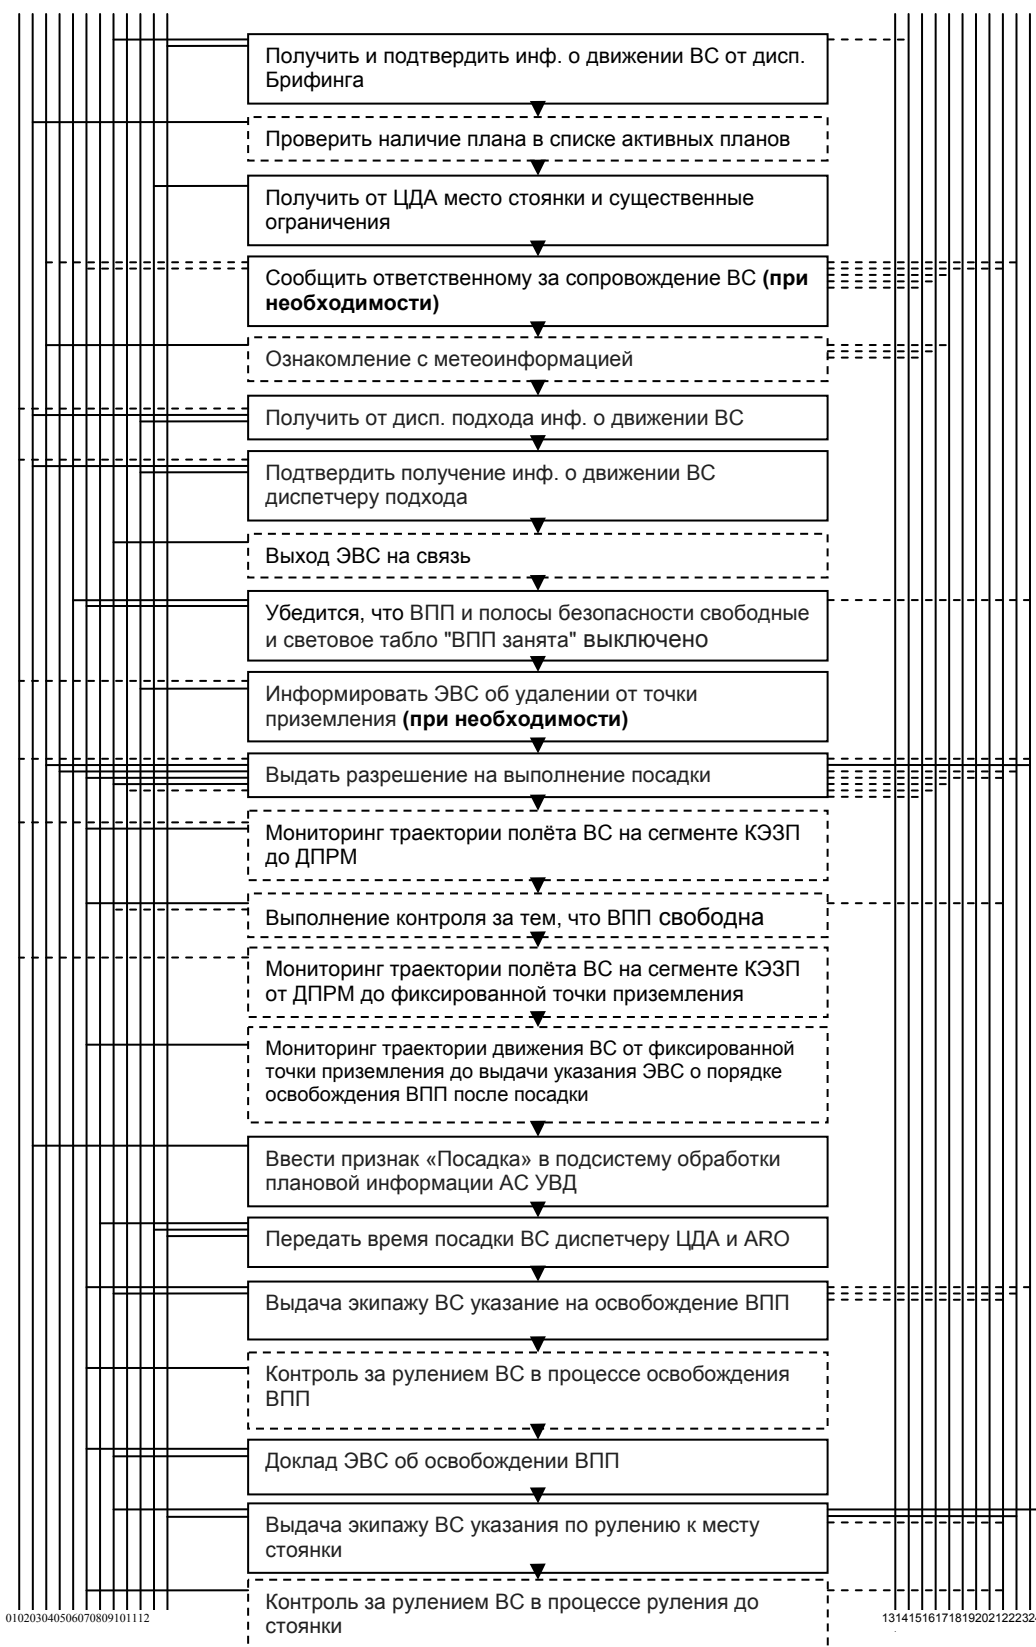 Получить и подтвердить инф. о движении ВС от дисп.
Брифинга
Проверить наличие плана в списке активных планов
Получить от ЦДА место стоянки и существенные
ограничения
Сообщить ответственному за сопровождение ВС (при
необходимости)
Ознакомление с метеоинформацией
Получить от дисп. подхода инф. о движении ВС
Подтвердить получение инф. о движении ВС
диспетчеру подхода
Выход ЭВС на связь
Убедится, что ВПП и полосы безопасности свободные
и световое табло "ВПП занята" выключено
Информировать ЭВС об удалении от точки
приземления (при необходимости)
Выдать разрешение на выполнение посадки
Мониторинг траектории полёта ВС на сегменте КЭЗП
до ДПРМ
Выполнение контроля за тем, что ВПП свободна
Мониторинг траектории полёта ВС на сегменте КЭЗП
от ДПРМ до фиксированной точки приземления
Мониторинг траектории движения ВС от фиксированной
точки приземления до выдачи указания ЭВС о порядке
освобождения ВПП после посадки
Ввести признак «Посадка» в подсистему обработки
плановой информации АС УВД
Передать время посадки ВС диспетчеру ЦДА и ARO
Выдача экипажу ВС указание на освобождение ВПП
Контроль за рулением ВС в процессе освобождения
ВПП
Доклад ЭВС об освобождении ВПП
Выдача экипажу ВС указания по рулению к месту
стоянки
Контроль за рулением ВС в процессе руления до
стоянки
010203040506070809101112
131415161718192021222324